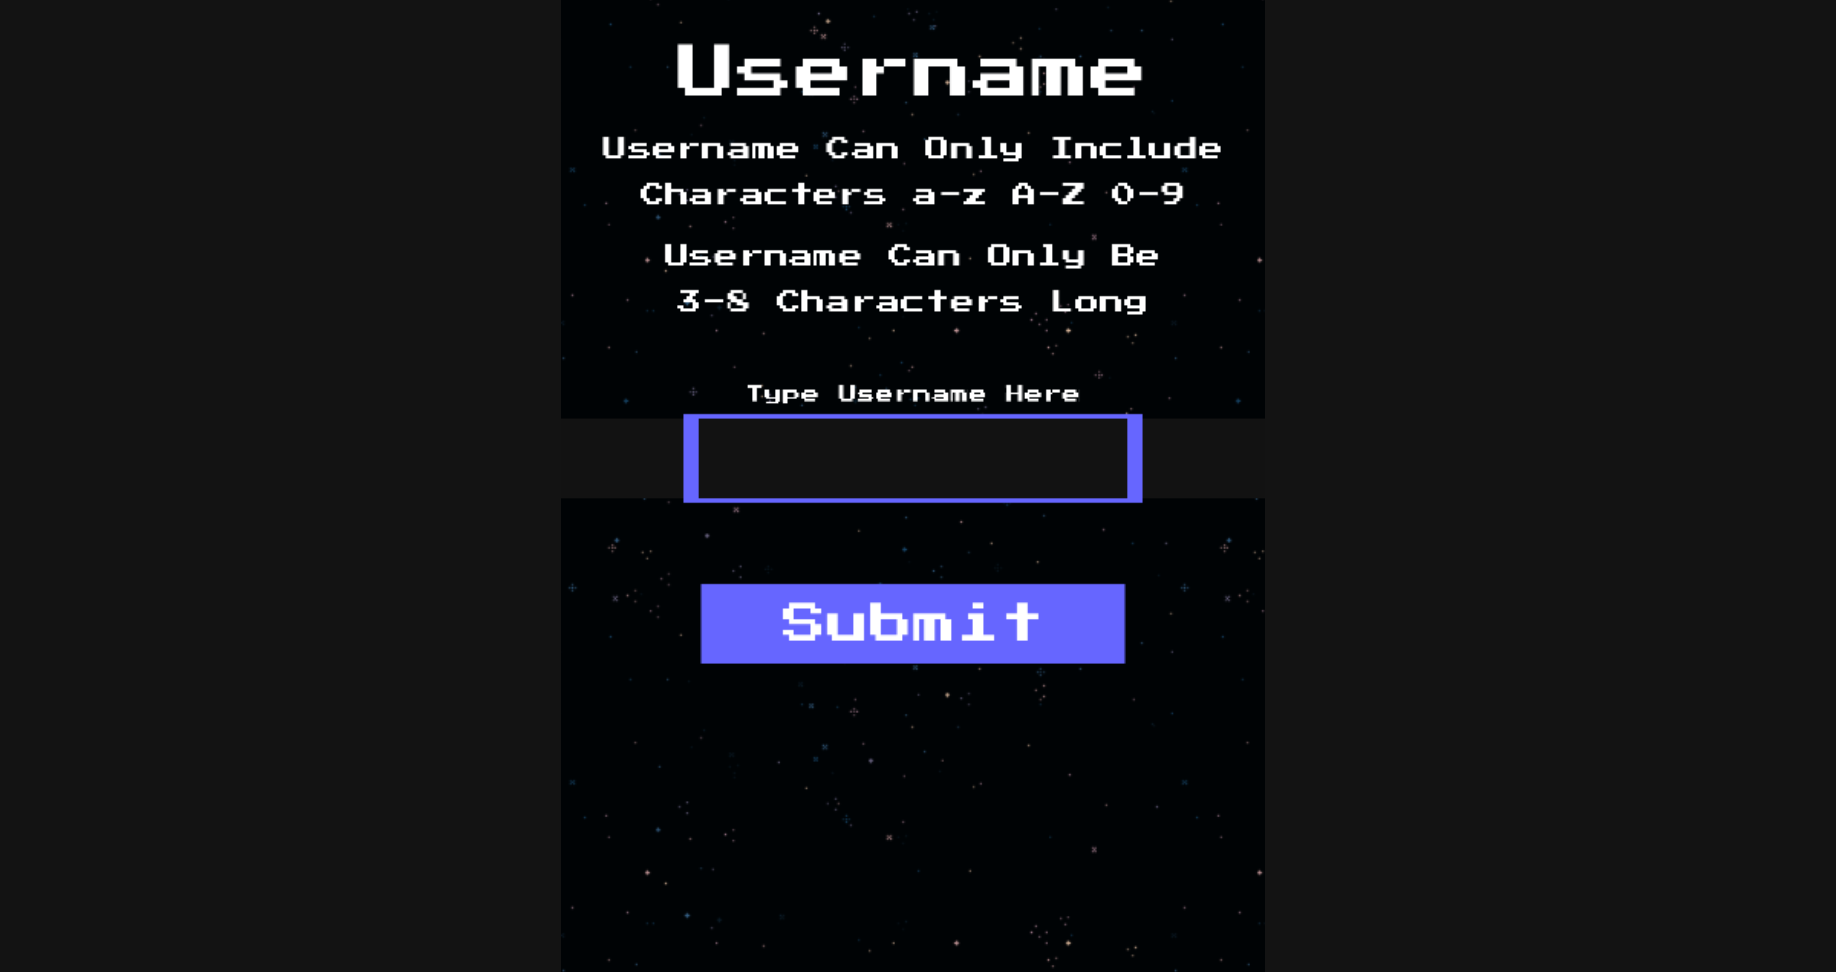 Username
Username Can Only Include
Characters a-z A-Z 0-9
Username Can Only Be
3-8 Characters Long
Type Username Here
Submit